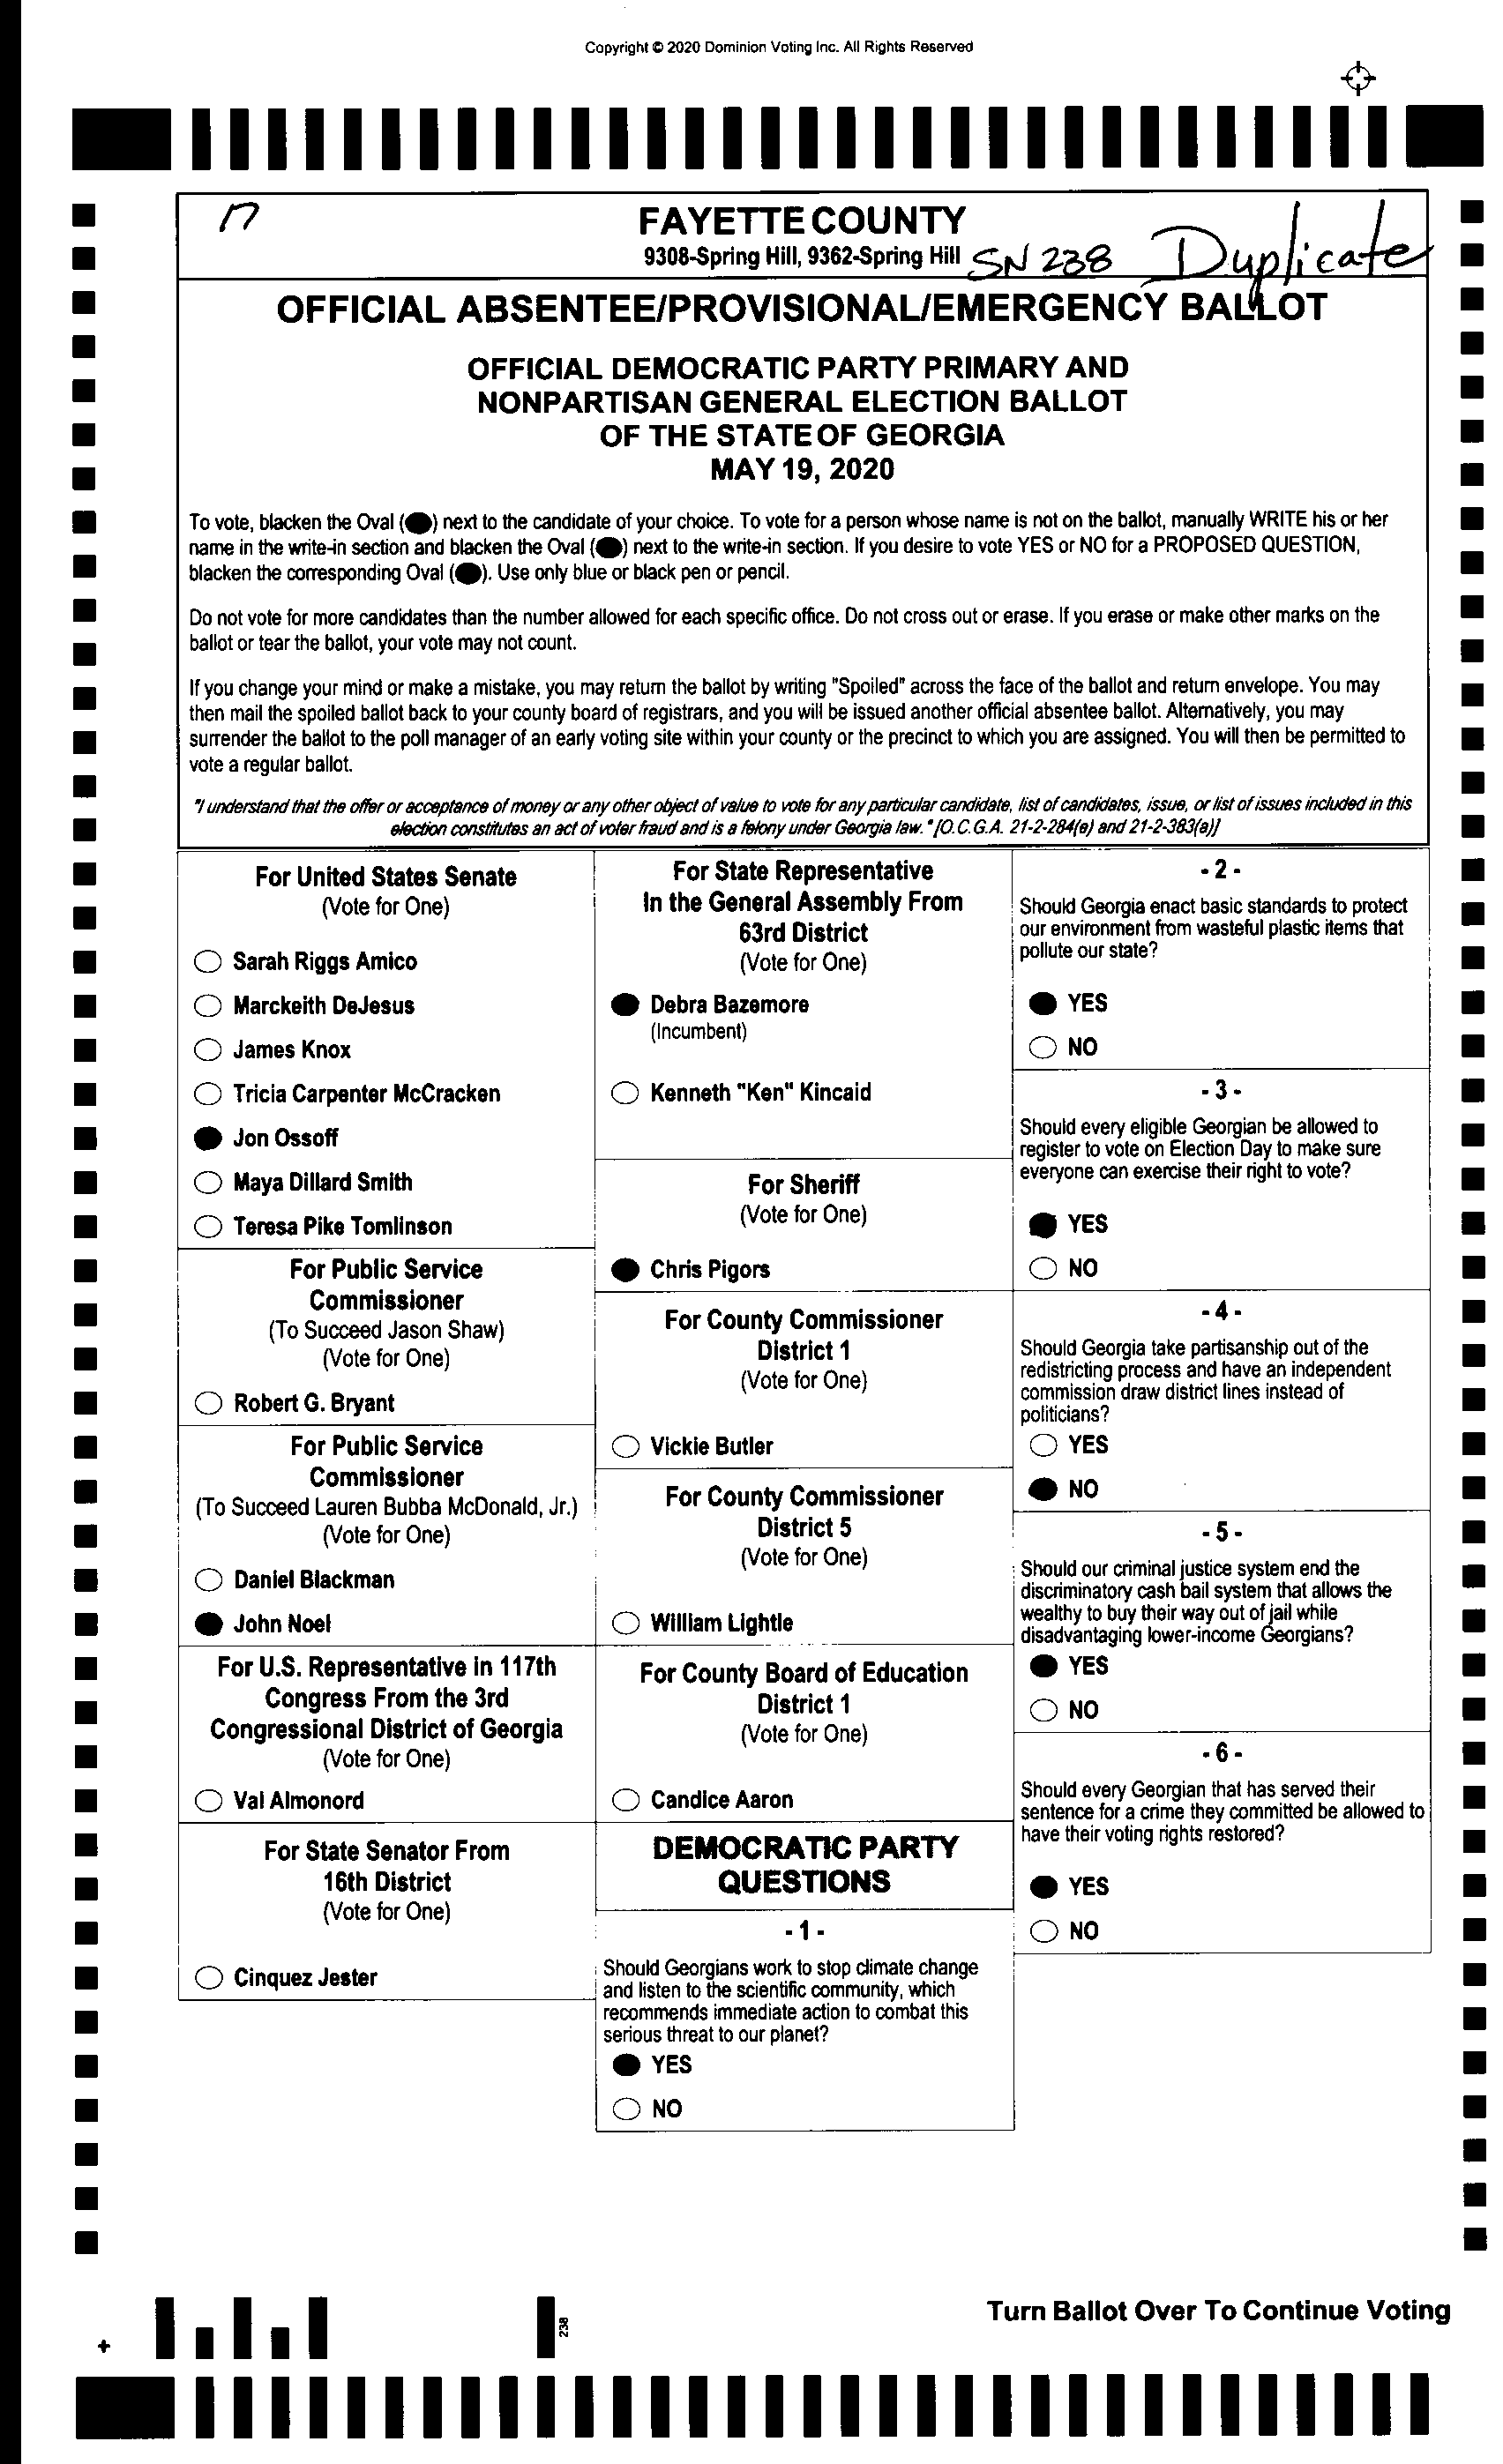 Copyright © 2020 Dominion Voting Inc. All Rights Reserved
FAYETTE COUNTY
9308-Spring Hill, 9362-Spring Hill SN 238 Duplicate
OFFICIAL ABSENTEE/PROVISIONAL/EMERGENCY BALLOT
OFFICIAL DEMOCRATIC PARTY PRIMARY AND
NONPARTISAN GENERAL ELECTION BALLOT
OF THE STATE OF GEORGIA
MAY 19, 2020
To vote, blacken the Oval (⬬) next to the candidate of your choice. To vote for a person whose name is not on the ballot, manually WRITE his or her
name in the write-in section and blacken the Oval (⬬) next to the write-in section. If you desire to vote YES or NO for a PROPOSED QUESTION,
blacken the corresponding Oval (⬬). Use only blue or black pen or pencil.
Do not vote for more candidates than the number allowed for each specific office. Do not cross out or erase. If you erase or make other marks on the
ballot or tear the ballot, your vote may not count.
If you change your mind or make a mistake, you may return the ballot by writing "Spoiled" across the face of the ballot and return envelope. You may
then mail the spoiled ballot back to your county board of registrars, and you will be issued another official absentee ballot. Alternatively, you may
surrender the ballot to the poll manager of an early voting site within your county or the precinct to which you are assigned. You will then be permitted to
vote a regular ballot.
"I understand that the offer or acceptance of money or any other object of value to vote for any particular candidate, list of candidates, issue, or list of issues included in this
election constitutes an act of voter fraud and is a felony under Georgia law. "[O.C.G.A. 21-2-284(e) and 21-2-383(a)]
For United States Senate
(Vote for One)
Sarah Riggs Amico
Marckeith DeJesus
James Knox
Tricia Carpenter McCracken
Jon Ossoff
Maya Dillard Smith
Teresa Pike Tomlinson
For Public Service
Commissioner
(To Succeed Jason Shaw)
(Vote for One)
Robert G. Bryant
For Public Service
Commissioner
(To Succeed Lauren Bubba McDonald, Jr.)
(Vote for One)
Daniel Blackman
John Noel
For U.S. Representative in 117th
Congress From the 3rd
Congressional District of Georgia
(Vote for One)
Val Almonord
For State Senator From
16th District
(Vote for One)
Cinquez Jester
For State Representative
In the General Assembly From
63rd District
(Vote for One)
Debra Bazemore
(Incumbent)
Kenneth "Ken" Kincaid
For Sheriff
(Vote for One)
Chris Pigors
For County Commissioner
District 1
(Vote for One)
Vickie Butler
For County Commissioner
District 5
(Vote for One)
William Lightle
For County Board of Education
District 1
(Vote for One)
Candice Aaron
DEMOCRATIC PARTY
QUESTIONS
- 1 -
Should Georgians work to stop climate change
and listen to the scientific community, which
recommends immediate action to combat this
serious threat to our planet?
YES
NO
- 2 -
Should Georgia enact basic standards to protect
our environment from wasteful plastic items that
pollute our state?
YES
NO
- 3 -
Should every eligible Georgian be allowed to
register to vote on Election Day to make sure
everyone can exercise their right to vote?
YES
NO
- 4 -
Should Georgia take partisanship out of the
redistricting process and have an independent
commission draw district lines instead of
politicians?
YES
NO
- 5 -
Should our criminal justice system end the
discriminatory cash bail system that allows the
wealthy to buy their way out of jail while
disadvantaging lower-income Georgians?
YES
NO
- 6 -
Should every Georgian that has served their
sentence for a crime they committed be allowed to
have their voting rights restored?
YES
NO
Turn Ballot Over To Continue Voting
238